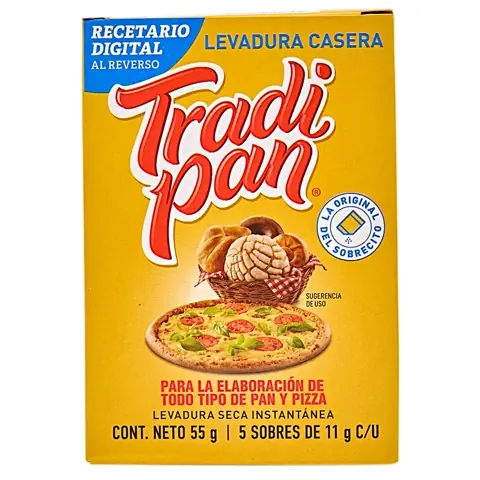 RECETARIO
DIGITAL
AL REVERSO
LEVADURA CASERA
Tradi
pan®
LA ORIGINAL
DEL SOBRECITO
SUGERENCIA
DE USO
PARA LA ELABORACIÓN DE
TODO TIPO DE PAN Y PIZZA
LEVADURA SECA INSTANTÁNEA
CONT. NETO 55 g | 5 SOBRES DE 11 g C/U